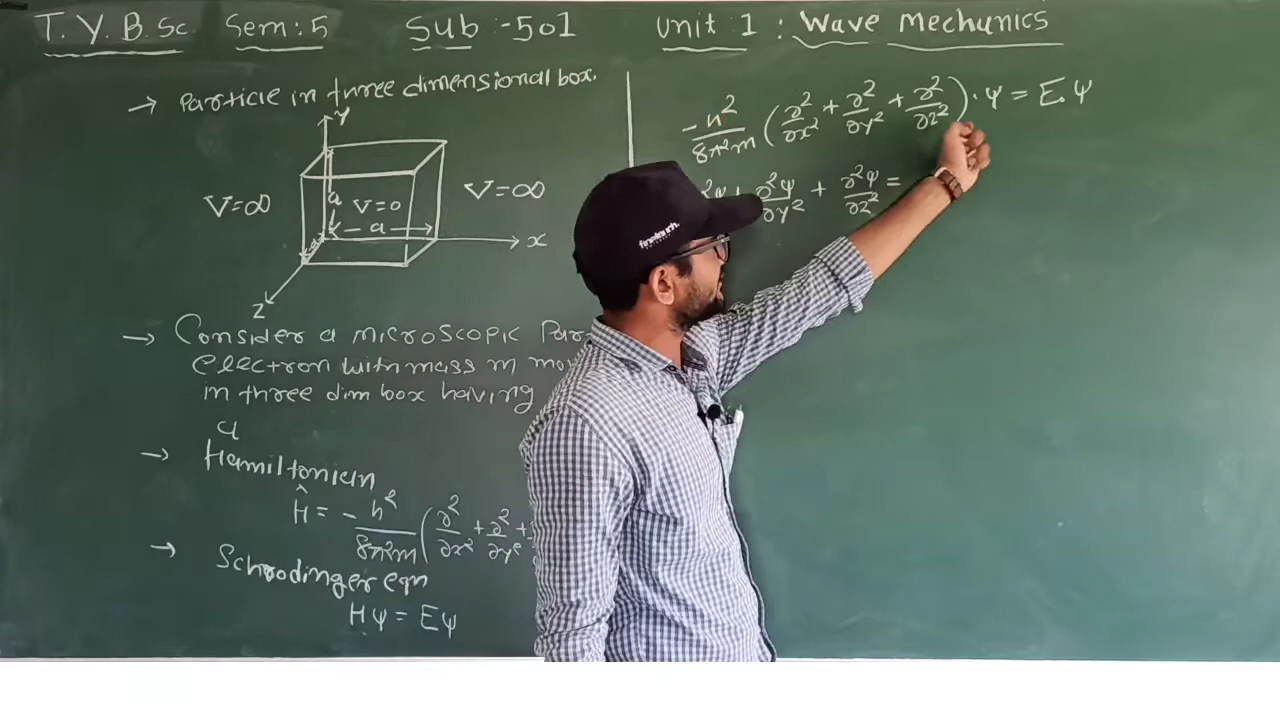 T. Y. B. Sc. Sem: 5 Sub :-501 Unit 1 : Wave Mechanics
→ Particle in three dimensional box.
Y
V=∞
a
V=0
a
V=∞
x
a
Z
→ Consider a microscopic Par
electron with mass m mov
in three dim box having
a
→ Hamiltonian
Ĥ = - h²/8π²m (∂²/∂x² + ∂²/∂y² +
→ Schrodinger eqn
Hψ = Eψ
-h²/8π²m (∂²/∂x² + ∂²/∂y² + ∂²/∂z²) · ψ = E.ψ
²ψ + ∂²ψ/∂y² + ∂²ψ/∂z² =